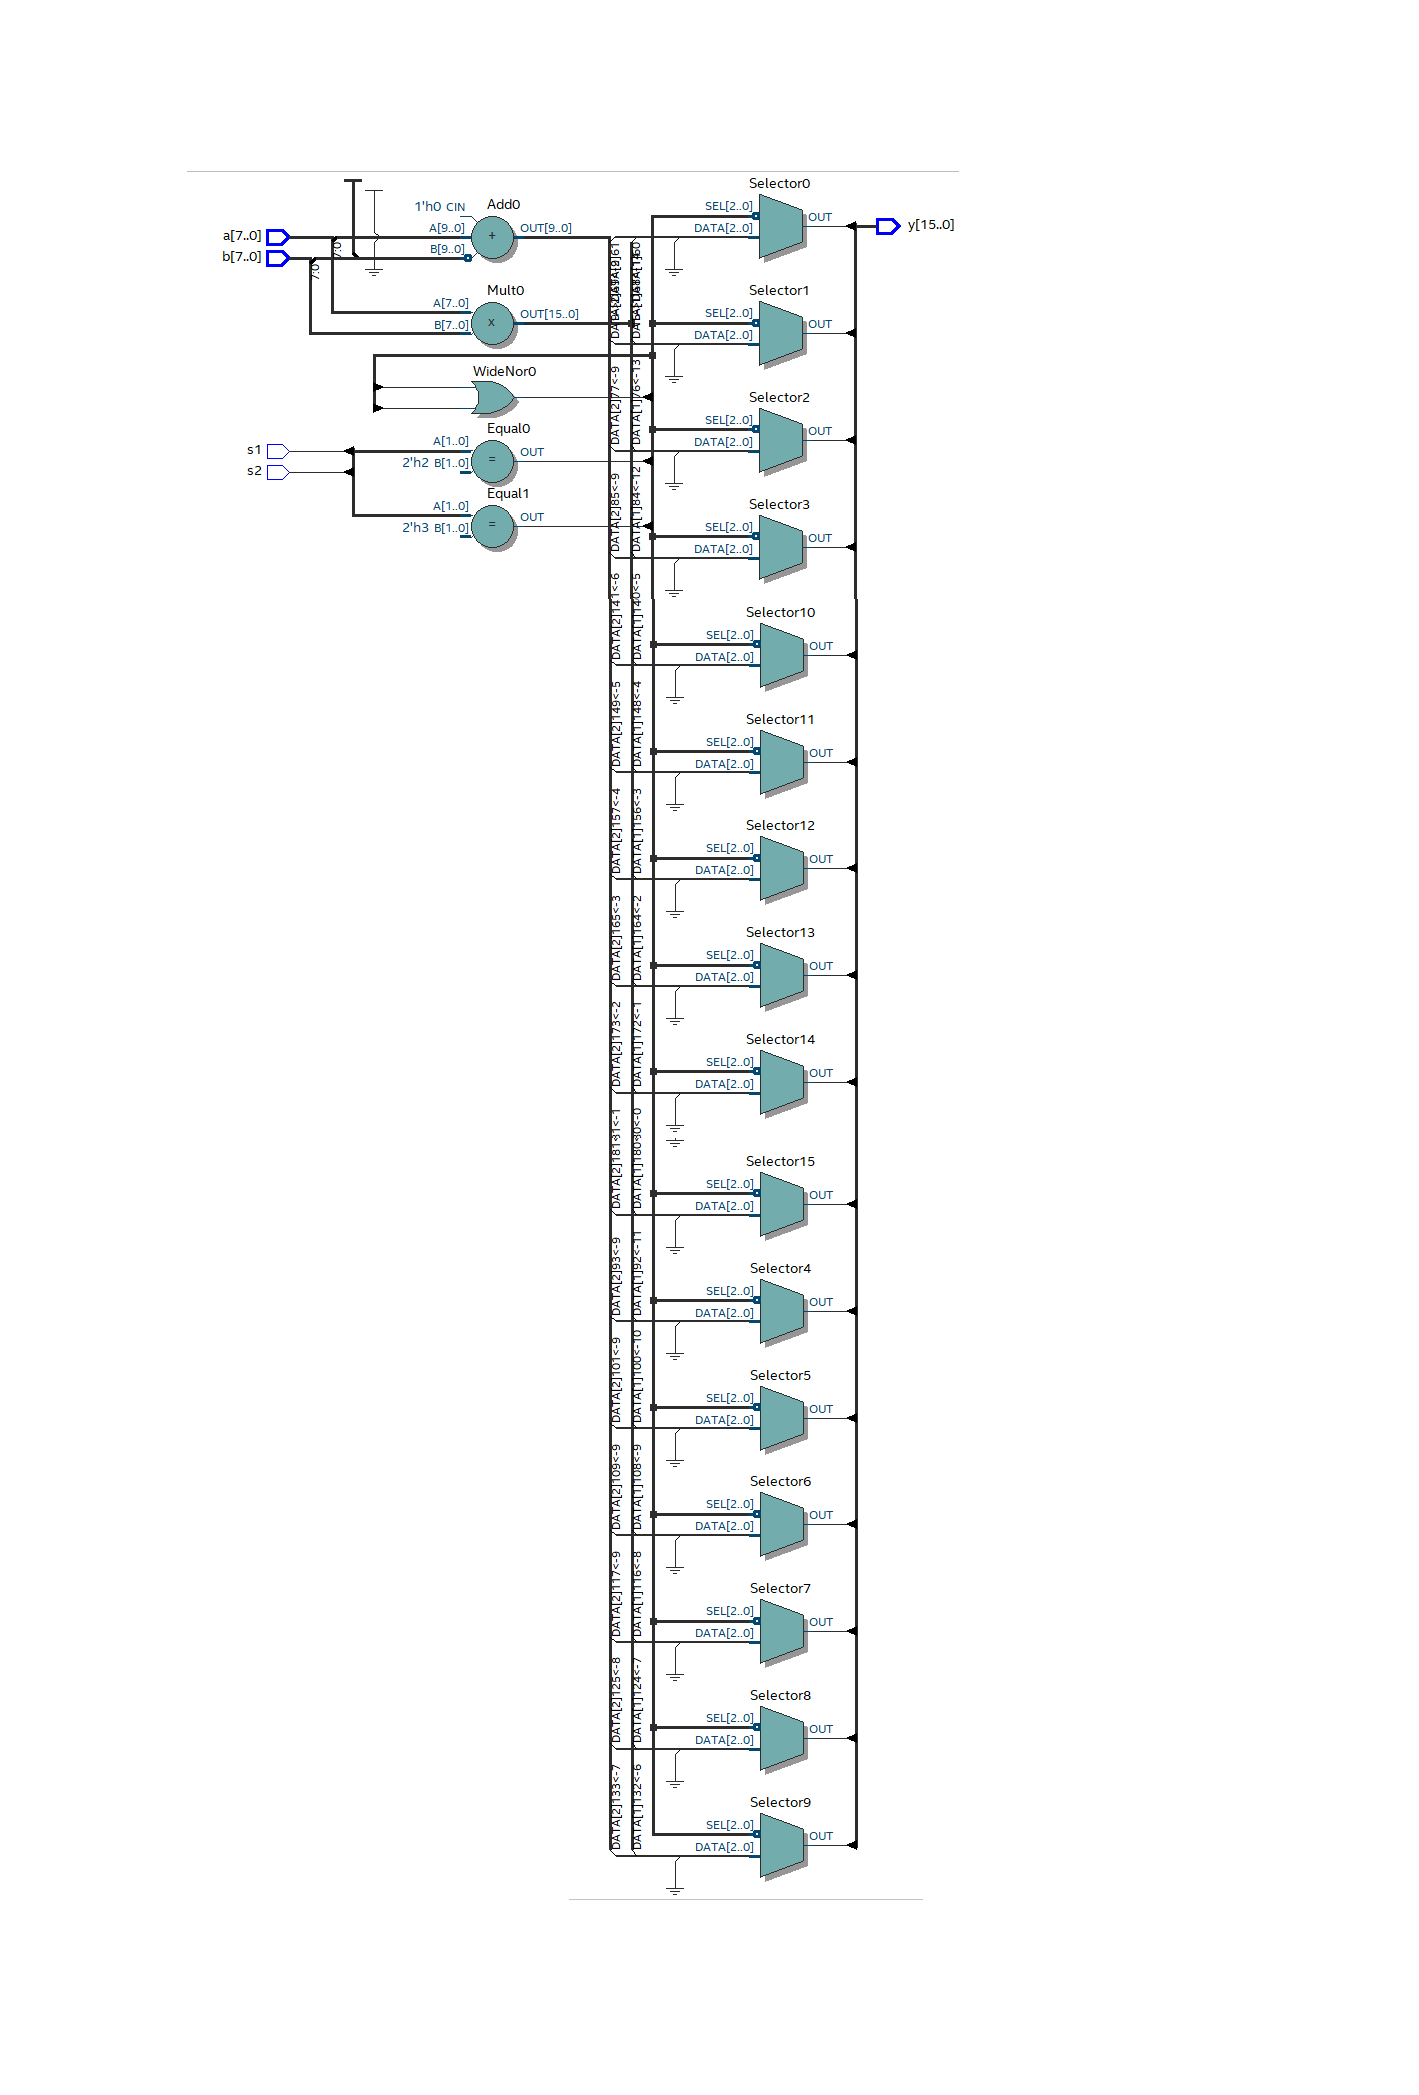 Selector0
SEL[2..0]
DATA[2..0]
OUT
y[15..0]
1'h0 CIN
Add0
A[9..0]
B[9..0]
OUT[9..0]
+
a[7..0]
b[7..0]
7:0
7:0
Mult0
A[7..0]
B[7..0]
OUT[15..0]
x
Selector1
SEL[2..0]
DATA[2..0]
OUT
WideNor0
DATA[2]77<-9
DATA[1]76<-13
Selector2
SEL[2..0]
DATA[2..0]
OUT
s1
s2
Equal0
A[1..0]
2'h2 B[1..0]
OUT
=
Equal1
A[1..0]
2'h3 B[1..0]
OUT
=
DATA[2]85<-9
DATA[1]84<-12
Selector3
SEL[2..0]
DATA[2..0]
OUT
DATA[2]141<-6
DATA[1]140<-5
Selector10
SEL[2..0]
DATA[2..0]
OUT
DATA[2]149<-5
DATA[1]148<-4
Selector11
SEL[2..0]
DATA[2..0]
OUT
DATA[2]157<-4
DATA[1]156<-3
Selector12
SEL[2..0]
DATA[2..0]
OUT
DATA[2]165<-3
DATA[1]164<-2
Selector13
SEL[2..0]
DATA[2..0]
OUT
DATA[2]173<-2
DATA[1]172<-1
Selector14
SEL[2..0]
DATA[2..0]
OUT
Selector15
SEL[2..0]
DATA[2..0]
OUT
DATA[2]93<-9
DATA[1]92<-11
Selector4
SEL[2..0]
DATA[2..0]
OUT
DATA[2]101<-9
DATA[1]100<-10
Selector5
SEL[2..0]
DATA[2..0]
OUT
DATA[2]109<-9
DATA[1]108<-9
Selector6
SEL[2..0]
DATA[2..0]
OUT
DATA[2]117<-9
DATA[1]116<-8
Selector7
SEL[2..0]
DATA[2..0]
OUT
DATA[2]125<-8
DATA[1]124<-7
Selector8
SEL[2..0]
DATA[2..0]
OUT
DATA[2]133<-7
DATA[1]132<-6
Selector9
SEL[2..0]
DATA[2..0]
OUT